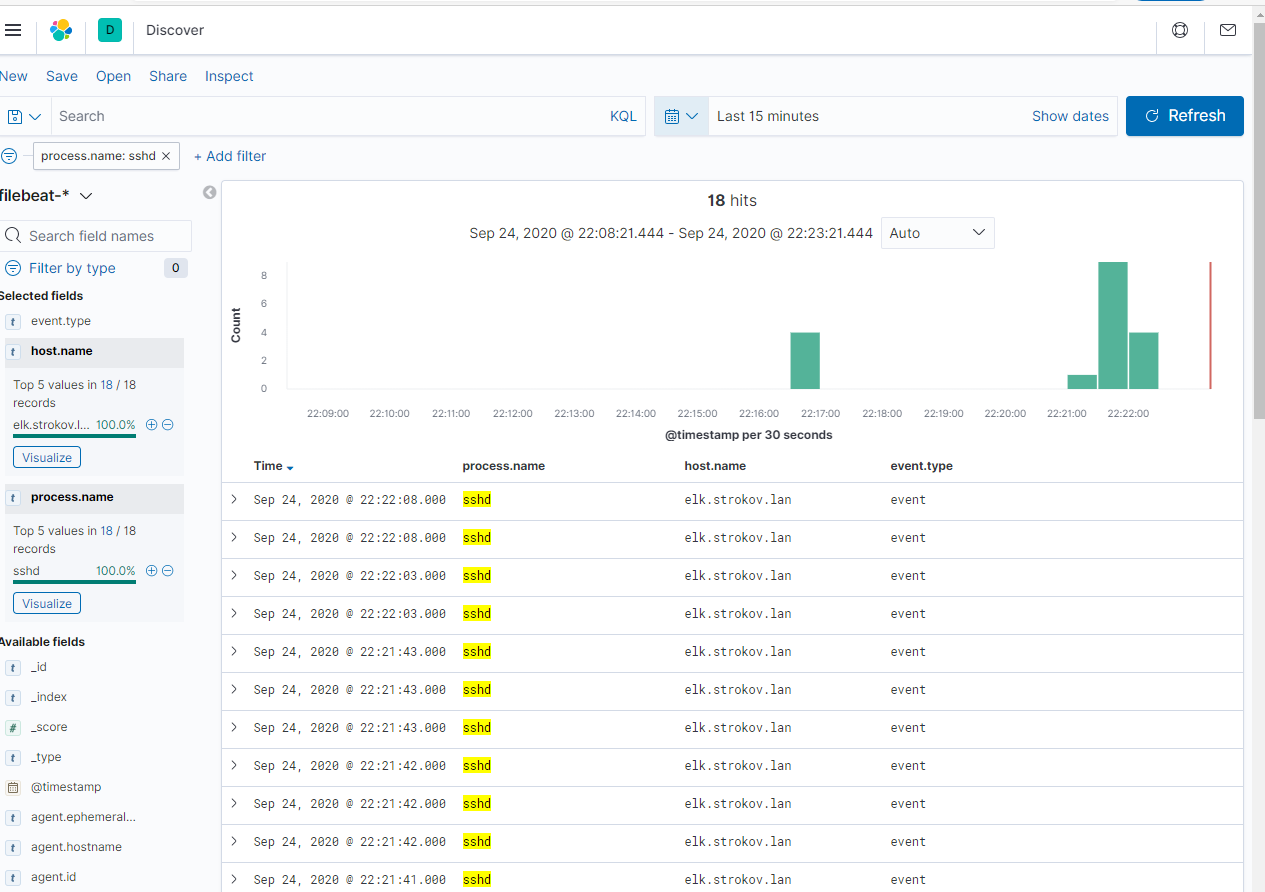 D Discover
New Save Open Share Inspect
Search KQL Last 15 minutes Show dates Refresh
process.name: sshd × + Add filter
filebeat-*
Search field names
Filter by type 0
Selected fields
t event.type
t host.name
Top 5 values in 18 / 18
records
elk.strokov.l... 100.0%
Visualize
t process.name
Top 5 values in 18 / 18
records
sshd 100.0%
Visualize
Available fields
t _id
t _index
# _score
t _type
@timestamp
t agent.ephemeral...
t agent.hostname
t agent.id
18 hits
Sep 24, 2020 @ 22:08:21.444 - Sep 24, 2020 @ 22:23:21.444 Auto
Count
8
6
4
2
0
22:09:00 22:10:00 22:11:00 22:12:00 22:13:00 22:14:00 22:15:00 22:16:00 22:17:00 22:18:00 22:19:00 22:20:00 22:21:00 22:22:00
@timestamp per 30 seconds
Time process.name host.name event.type
Sep 24, 2020 @ 22:22:08.000 sshd elk.strokov.lan event
Sep 24, 2020 @ 22:22:08.000 sshd elk.strokov.lan event
Sep 24, 2020 @ 22:22:03.000 sshd elk.strokov.lan event
Sep 24, 2020 @ 22:22:03.000 sshd elk.strokov.lan event
Sep 24, 2020 @ 22:21:43.000 sshd elk.strokov.lan event
Sep 24, 2020 @ 22:21:43.000 sshd elk.strokov.lan event
Sep 24, 2020 @ 22:21:43.000 sshd elk.strokov.lan event
Sep 24, 2020 @ 22:21:42.000 sshd elk.strokov.lan event
Sep 24, 2020 @ 22:21:42.000 sshd elk.strokov.lan event
Sep 24, 2020 @ 22:21:42.000 sshd elk.strokov.lan event
Sep 24, 2020 @ 22:21:41.000 sshd elk.strokov.lan event